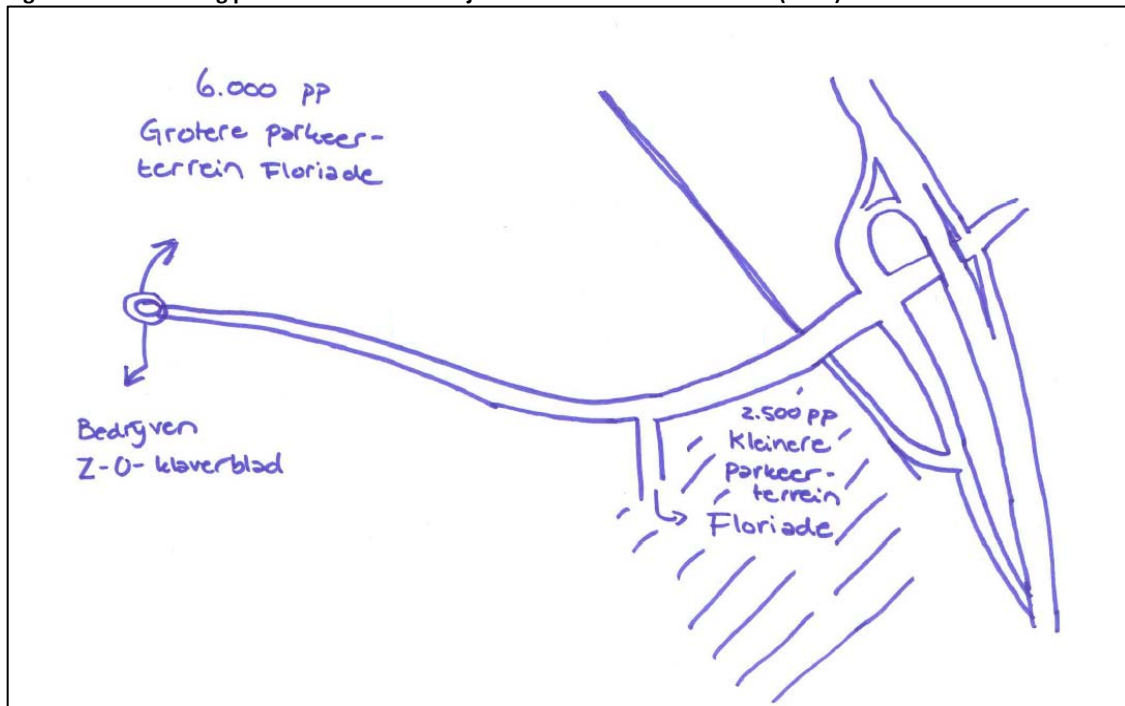 6.000 pp
Grotere parkeer-
terrein Floriade
Bedrijven
Z-O-klaverblad
2.500 pp
Kleinere
parkeer-
terrein
Floriade